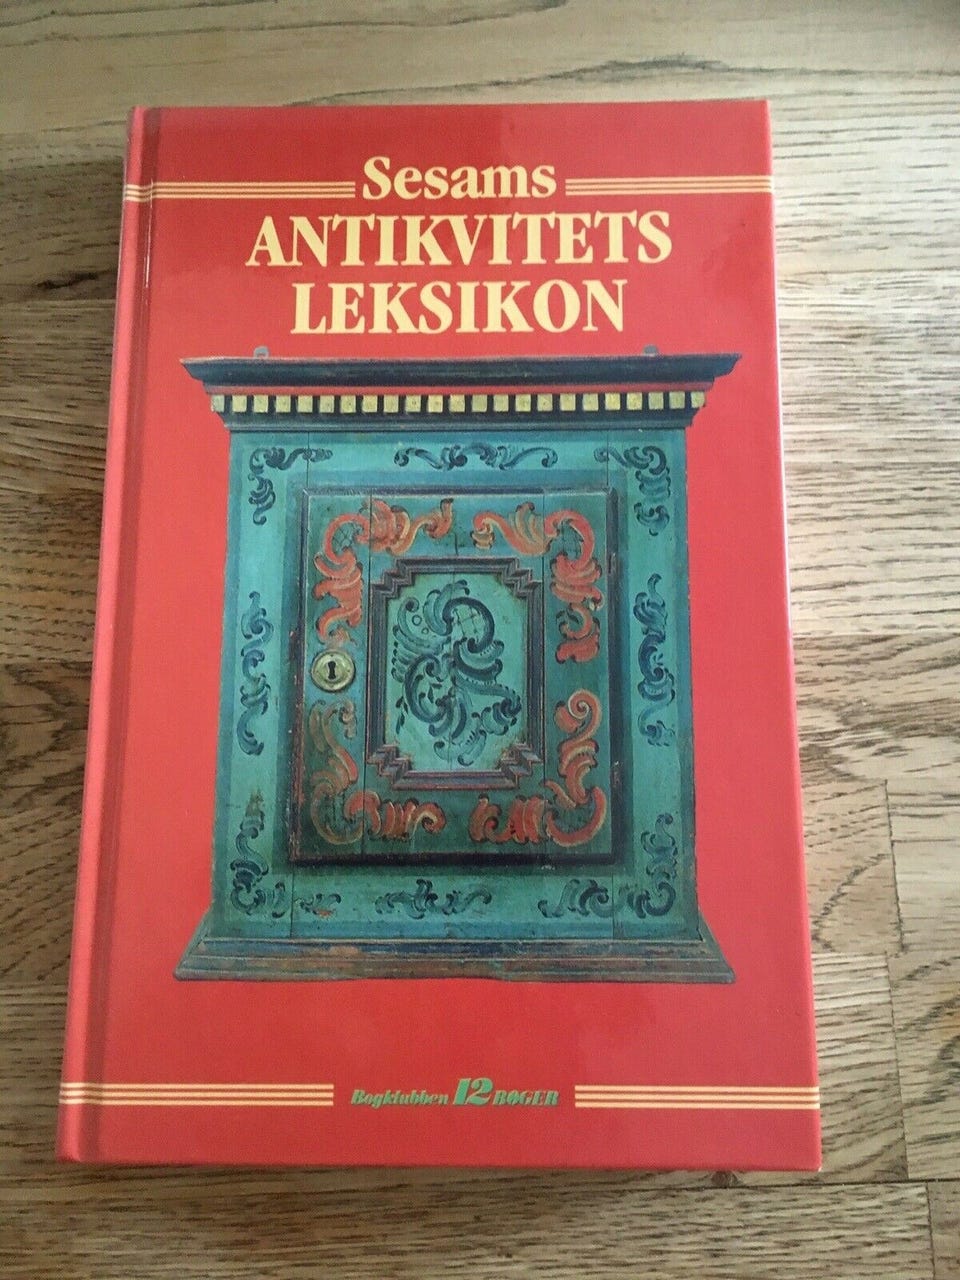 Sesams
ANTIKVITETS
LEKSIKON
Bogklubben 12 BØGER